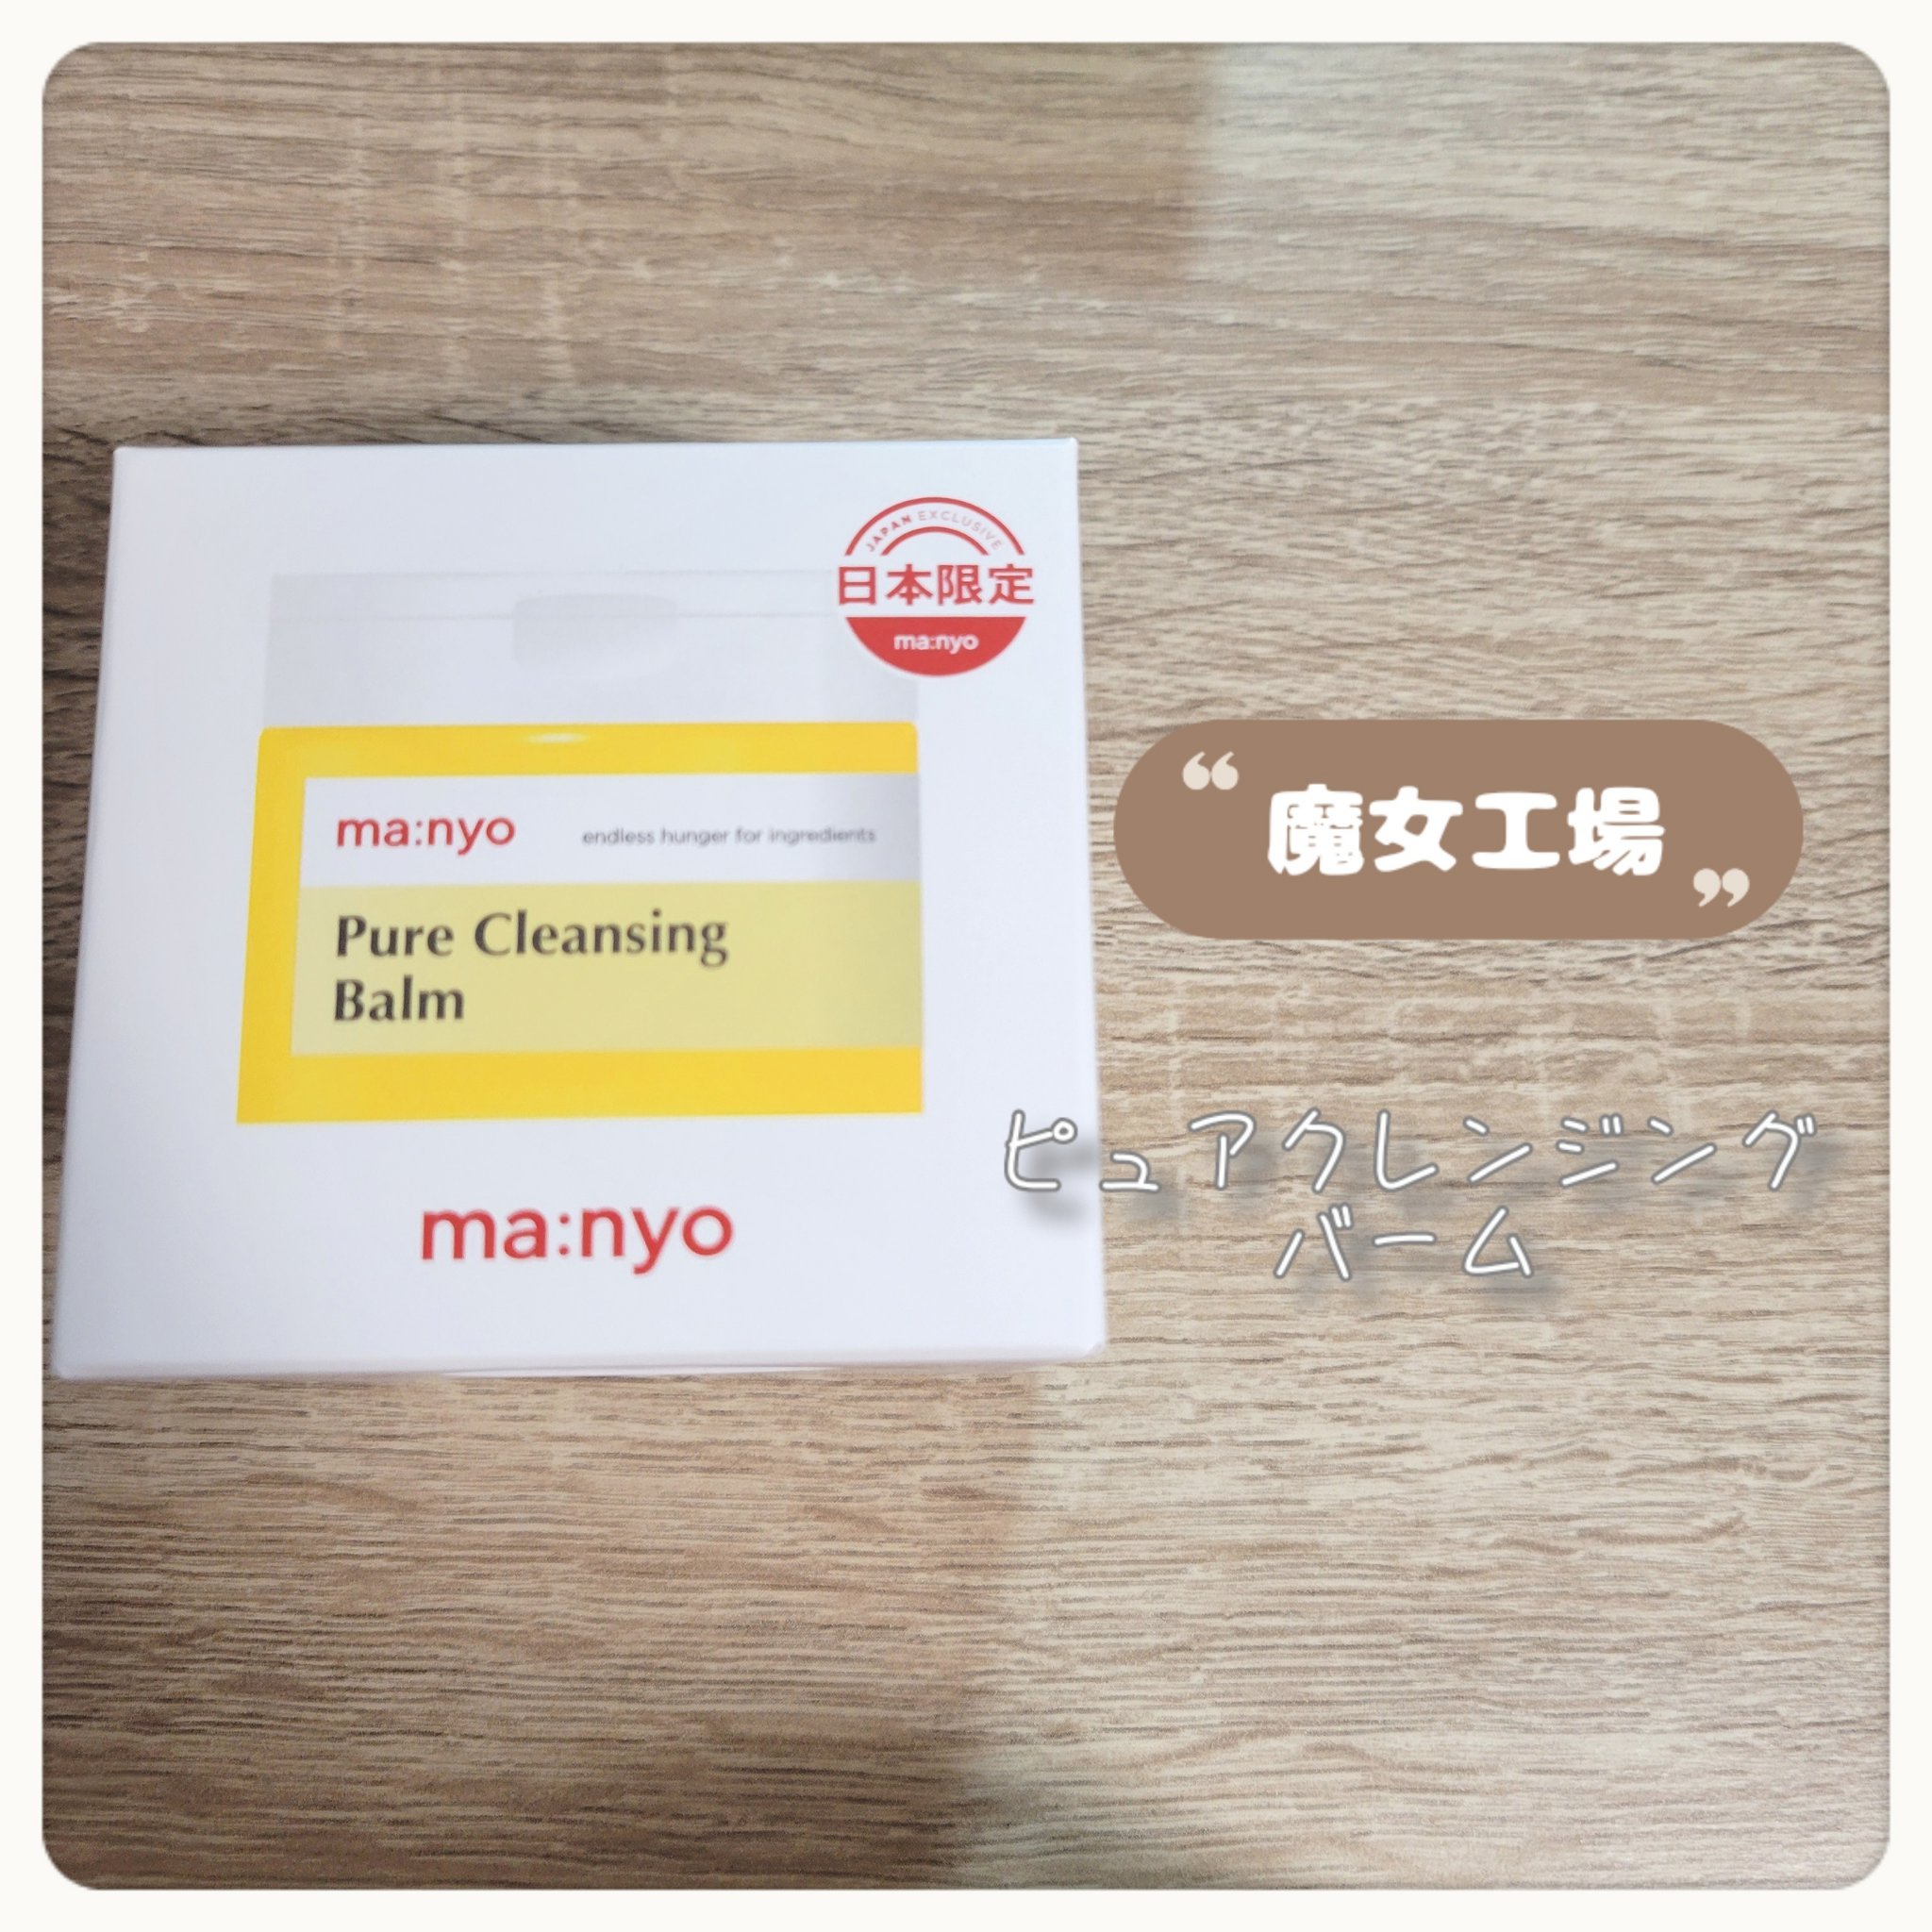 JAPAN EXCLUSIVE
日本限定
ma:nyo
ma:nyo endless hunger for ingredients
Pure Cleansing
Balm
ma:nyo
“魔女工場”
ピュアクレンジング
バーム